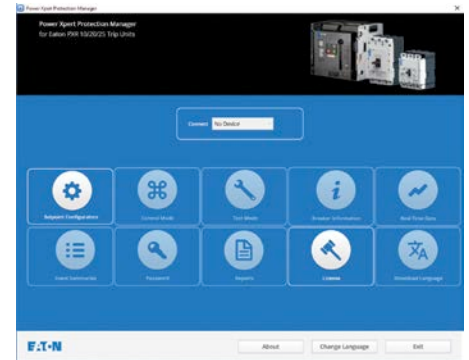 Power Xpert Protection Manager
Power Xpert Protection Manager
for Eaton PXR 10/20/25 Trip Units
Connect No Device
Setpoint Configuration
Control Mode
Test Mode
Breaker Information
Real Time Data
Event Summaries
Password
Reports
License
Download Language
EATON
About
Change Language
Exit